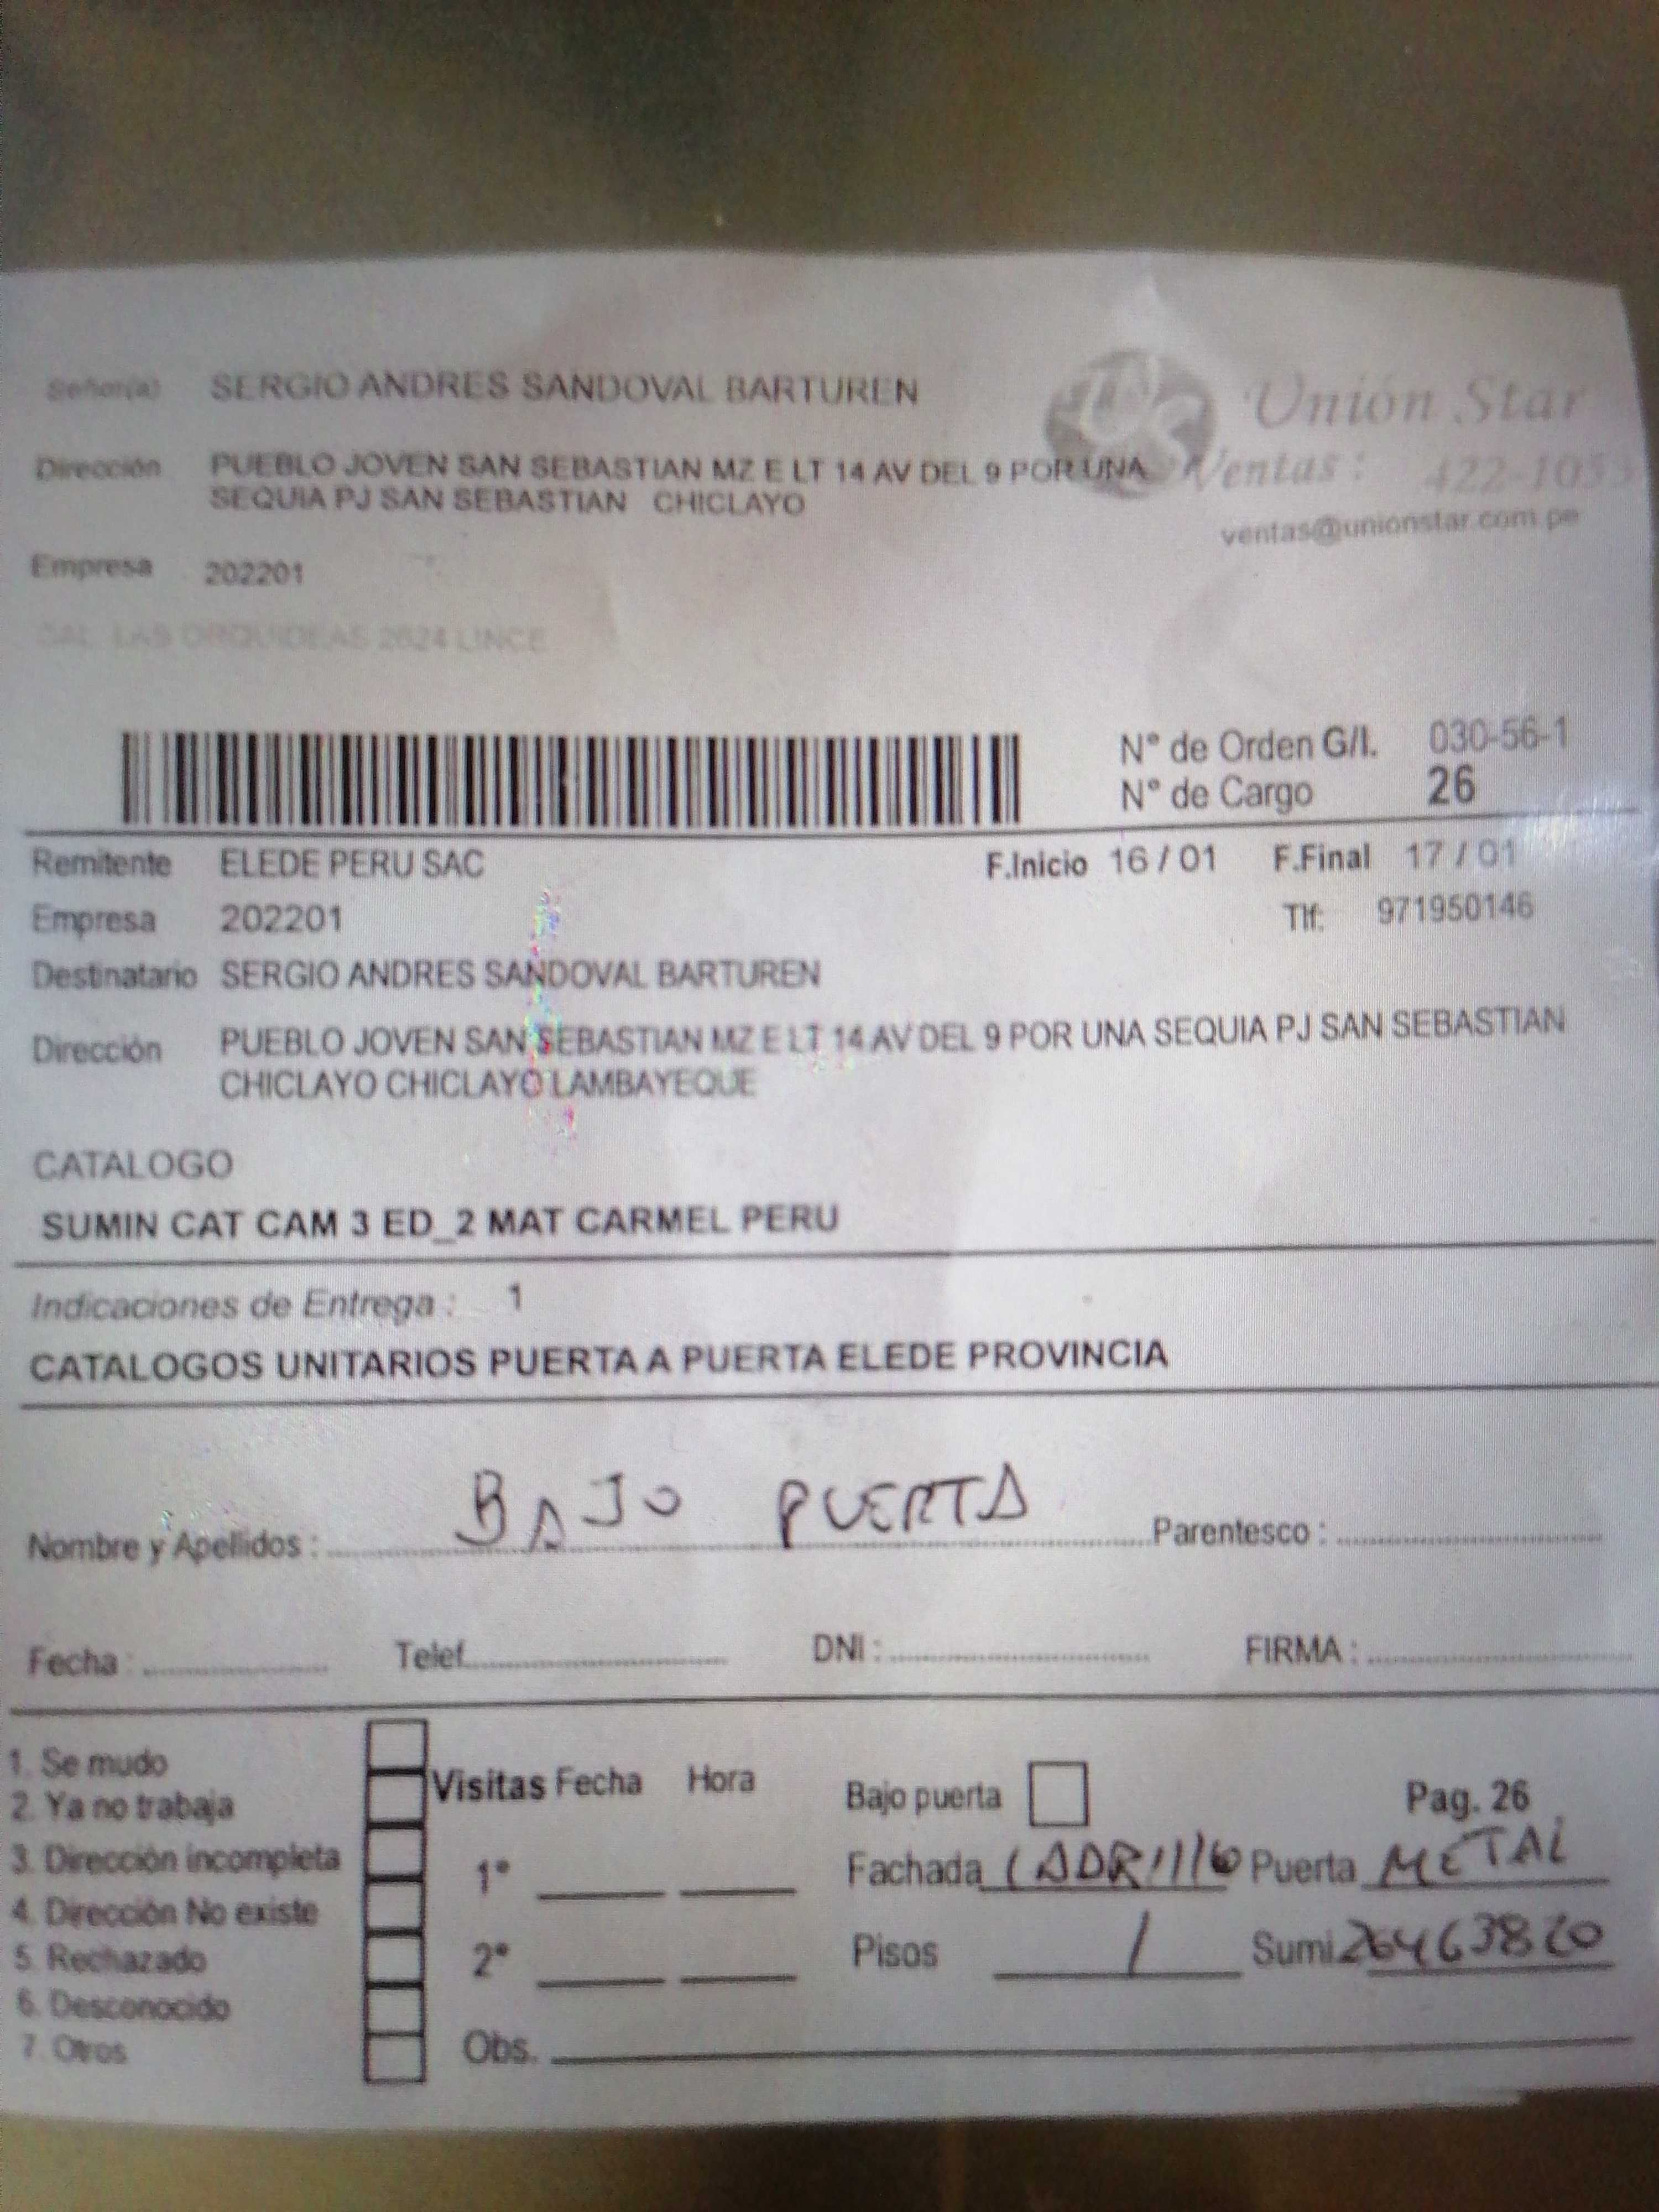 Señor(a) SERGIO ANDRES SANDOVAL BARTUREN
Unión Star
Dirección PUEBLO JOVEN SAN SEBASTIAN MZ E LT 14 AV DEL 9 POR UNA
SEQUIA PJ SAN SEBASTIAN CHICLAYO
Ventas : 422-1053
ventas@unionstar.com.pe
Empresa 202201
CAL. LAS ORQUIDEAS 2624 LINCE
N° de Orden G/I. 030-56-1
N° de Cargo 26
Remitente ELEDE PERU SAC F.Inicio 16 / 01 F.Final 17 / 01
Empresa 202201 Tlf: 971950146
Destinatario SERGIO ANDRES SANDOVAL BARTUREN
Dirección PUEBLO JOVEN SAN SEBASTIAN MZ E LT 14 AV DEL 9 POR UNA SEQUIA PJ SAN SEBASTIAN
CHICLAYO CHICLAYO LAMBAYEQUE
CATALOGO
SUMIN CAT CAM 3 ED_2 MAT CARMEL PERU
Indicaciones de Entrega : 1
CATALOGOS UNITARIOS PUERTA A PUERTA ELEDE PROVINCIA
Nombre y Apellidos : BAJO PUERTA Parentesco :
Fecha : Telef. DNI : FIRMA :
1. Se mudo
2. Ya no trabaja
3. Dirección incompleta
4. Dirección No existe
5. Rechazado
6. Desconocido
7. Otros
Visitas Fecha Hora
1°
2°
Obs.
Bajo puerta Pag. 26
Fachada LADRIllO Puerta METAL
Pisos 1 Sumi.